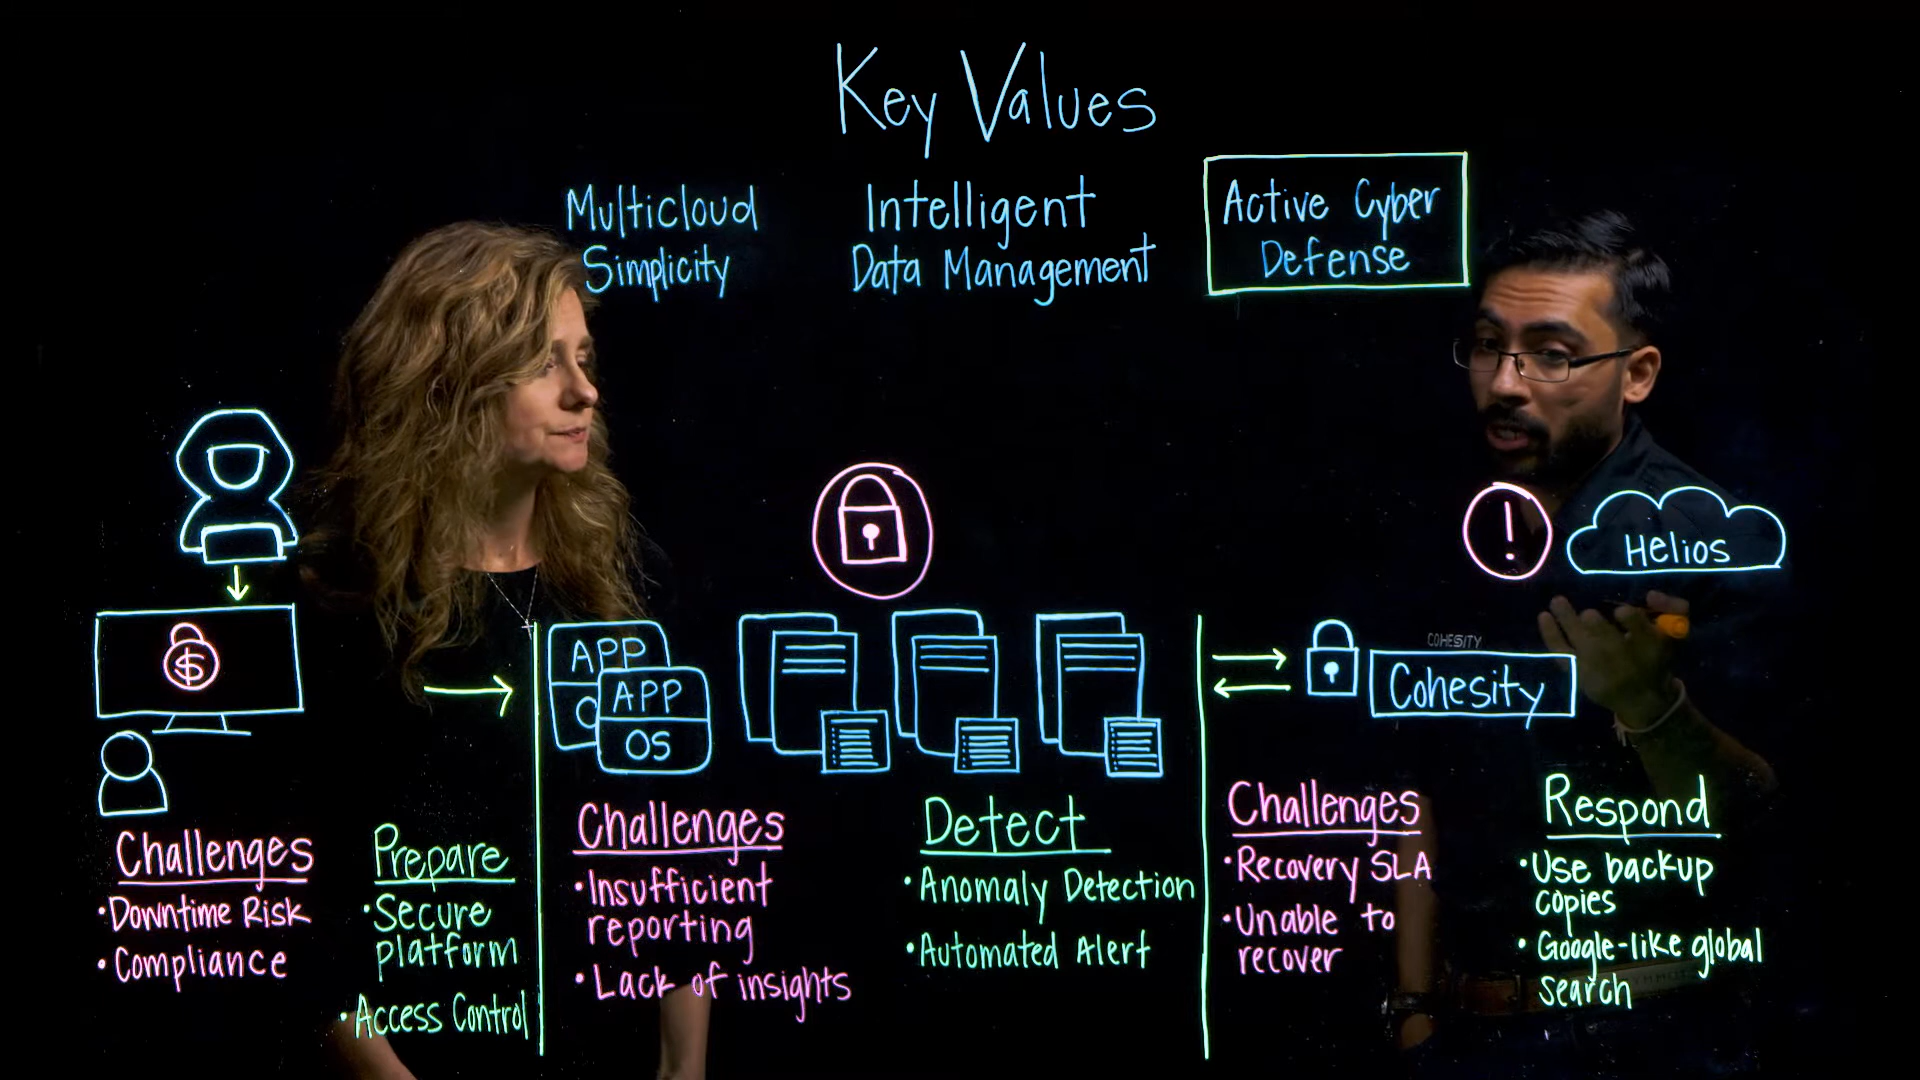 Key Values
Multicloud
Simplicity
Intelligent
Data Management
Active Cyber
Defense
$
APP
APP
OS
!
Helios
COHESITY
Cohesity
Challenges
• Downtime Risk
• Compliance
Prepare
• Secure
platform
• Access Control
Challenges
• Insufficient
reporting
• Lack of insights
Detect
• Anomaly Detection
• Automated Alert
Challenges
• Recovery SLA
• Unable to
recover
Respond
• Use backup
copies
• Google-like global
search